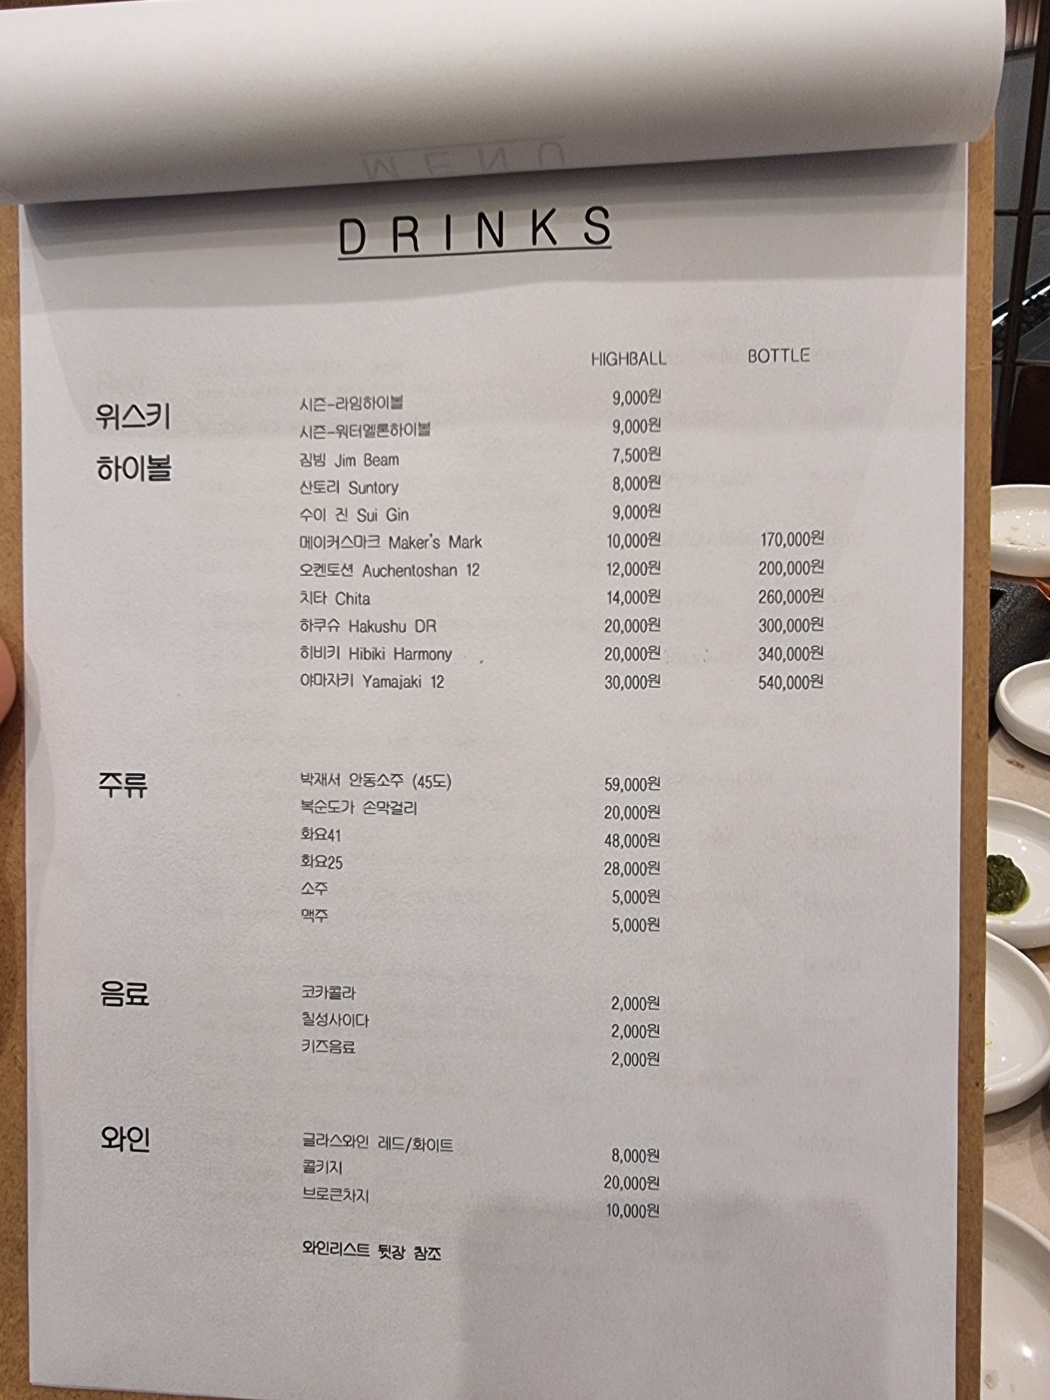 MENU
DRINKS
HIGHBALL BOTTLE
위스키
하이볼
시즌-라임하이볼 9,000원
시즌-워터멜론하이볼 9,000원
짐빔 Jim Beam 7,500원
산토리 Suntory 8,000원
수이 진 Sui Gin 9,000원
메이커스마크 Maker's Mark 10,000원 170,000원
오켄토션 Auchentoshan 12 12,000원 200,000원
치타 Chita 14,000원 260,000원
하쿠슈 Hakushu DR 20,000원 300,000원
히비키 Hibiki Harmony 20,000원 340,000원
야마자키 Yamajaki 12 30,000원 540,000원
주류
박재서 안동소주 (45도) 59,000원
복순도가 손막걸리 20,000원
화요41 48,000원
화요25 28,000원
소주 5,000원
맥주 5,000원
음료
코카콜라 2,000원
칠성사이다 2,000원
키즈음료 2,000원
와인
글라스와인 레드/화이트 8,000원
콜키지 20,000원
브로큰차지 10,000원
와인리스트 뒷장 참조